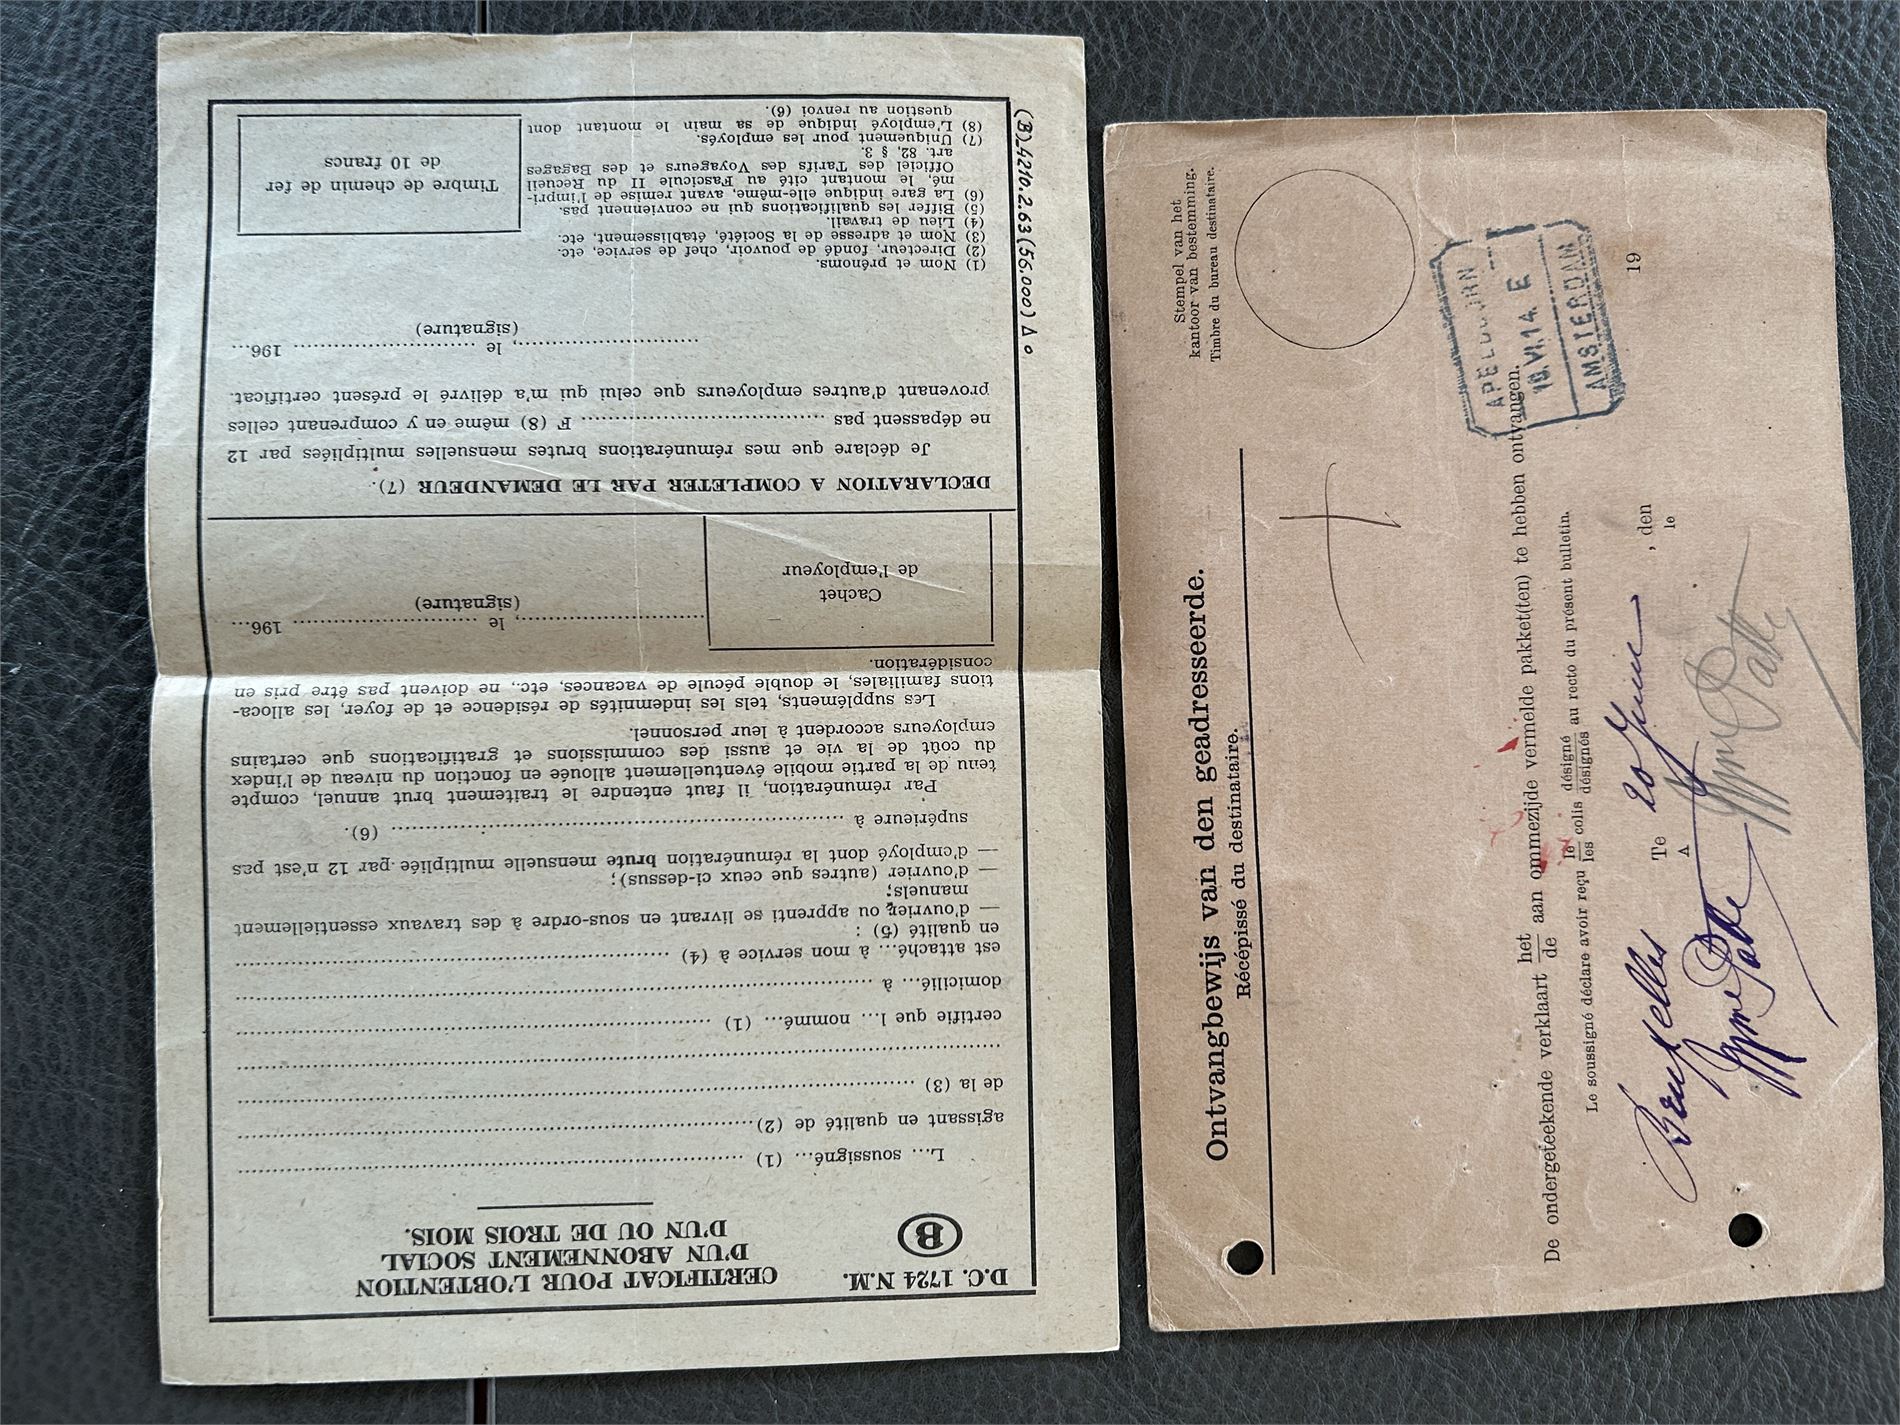 D.C. 1724 N.M.
B
CERTIFICAT POUR L'OBTENTION
D'UN ABONNEMENT SOCIAL
D'UN OU DE TROIS MOIS.
L.... soussigné... (1)
agissant en qualité de (2)
de la (3)
certifie que l... nommé... (1)
domicilié... à
est attaché... à mon service à (4)
en qualité (5) :
— d'ouvrier ou apprenti se livrant en sous-ordre à des travaux essentiellement
manuels;
— d'ouvrier (autres que ceux ci-dessus);
— d'employé dont la rémunération brute mensuelle multipliée par 12 n'est pas
supérieure à (6).
Par rémunération, il faut entendre le traitement brut annuel, compte
tenu de la partie mobile éventuellement allouée en fonction du niveau de l'index
du coût de la vie et aussi des commissions et gratifications que certains
employeurs accordent à leur personnel.
Les suppléments, tels les indemnités de résidence et de foyer, les alloca-
tions familiales, le double pécule de vacances, etc., ne doivent pas être pris en
considération.
, le 196...
(signature)
Cachet
de l'employeur
DECLARATION A COMPLETER PAR LE DEMANDEUR (7).
Je déclare que mes rémunérations brutes mensuelles multipliées par 12
ne dépassent pas F (8) même en y comprenant celles
provenant d'autres employeurs que celui qui m'a délivré le présent certificat.
, le 196...
(signature)
(1) Nom et prénoms.
(2) Directeur, fondé de pouvoir, chef de service, etc.
(3) Nom et adresse de la Société, établissement, etc.
(4) Lieu de travail.
(5) Biffer les qualifications qui ne conviennent pas.
(6) La gare indique elle-même, avant remise de l'impri-
mé, le montant cité au Fascicule II du Recueil
Officiel des Tarifs des Voyageurs et des Bagages
art. 82, § 3.
(7) Uniquement pour les employés.
(8) L'employé indique de sa main le montant dont
question au renvoi (6).
Timbre de chemin de fer
de 10 francs
(B)_4210.2.63 (56.000) Δ o
Ontvangbewijs van den geadresseerde.
Récépissé du destinataire.
Stempel van het
kantoor van bestemming.
Timbre du bureau destinataire.
APELDOORN
18.VI.14 E
AMSTERDAM
De ondergeteekende verklaart het/de aan ommezijde vermelde pakket(ten) te hebben ontvangen.
Le soussigné déclare avoir reçu le/les colis désigné/désignés au recto du présent bulletin.
Te , den 19
A le
Bruxelles 20 Juin